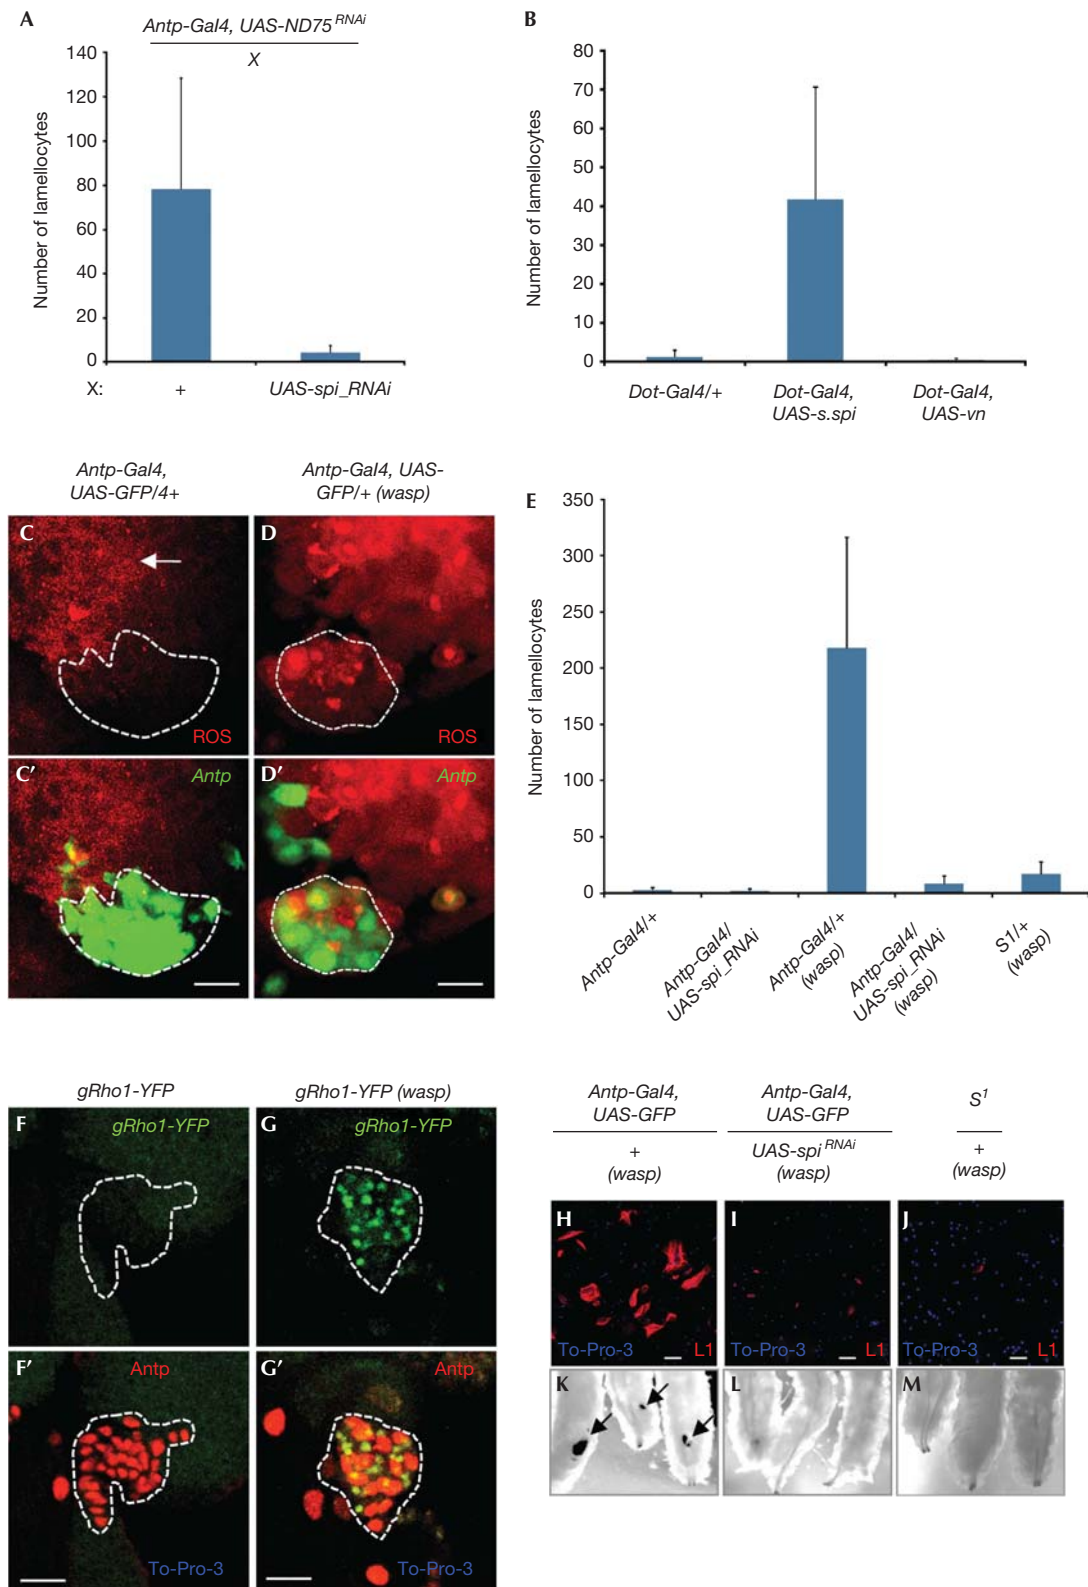 A
Antp-Gal4, UAS-ND75 RNAi
X
Number of lamellocytes
140
120
100
80
60
40
20
0
X:
+
UAS-spi_RNAi
B
Number of lamellocytes
80
70
60
50
40
30
20
10
0
Dot-Gal4/+
Dot-Gal4,
UAS-s.spi
Dot-Gal4,
UAS-vn
Antp-Gal4,
UAS-GFP/4+
Antp-Gal4, UAS-
GFP/+ (wasp)
C
ROS
D
ROS
C'
Antp
D'
Antp
E
Number of lamellocytes
350
300
250
200
150
100
50
0
Antp-Gal4/+
Antp-Gal4/
UAS-spi_RNAi
Antp-Gal4/+
(wasp)
Antp-Gal4/
UAS-spi_RNAi
(wasp)
S1/+
(wasp)
gRho1-YFP
gRho1-YFP (wasp)
F
gRho1-YFP
G
gRho1-YFP
F'
Antp
To-Pro-3
G'
Antp
To-Pro-3
Antp-Gal4,
UAS-GFP
+
(wasp)
Antp-Gal4,
UAS-GFP
UAS-spi RNAi
(wasp)
S1
+
(wasp)
H
To-Pro-3
L1
I
To-Pro-3
L1
J
To-Pro-3
L1
K
L
M